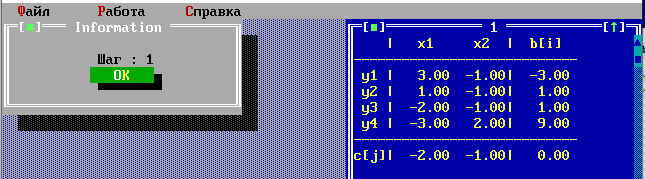 Файл Работа Справка
[■] Information
Шаг : 1
OK
[■] 1 [↑]
| x1 x2 | b[i]
y1 | 3.00 -1.00| -3.00
y2 | 1.00 -1.00| 1.00
y3 | -2.00 -1.00| 1.00
y4 | -3.00 2.00| 9.00
c[j]| -2.00 -1.00| 0.00